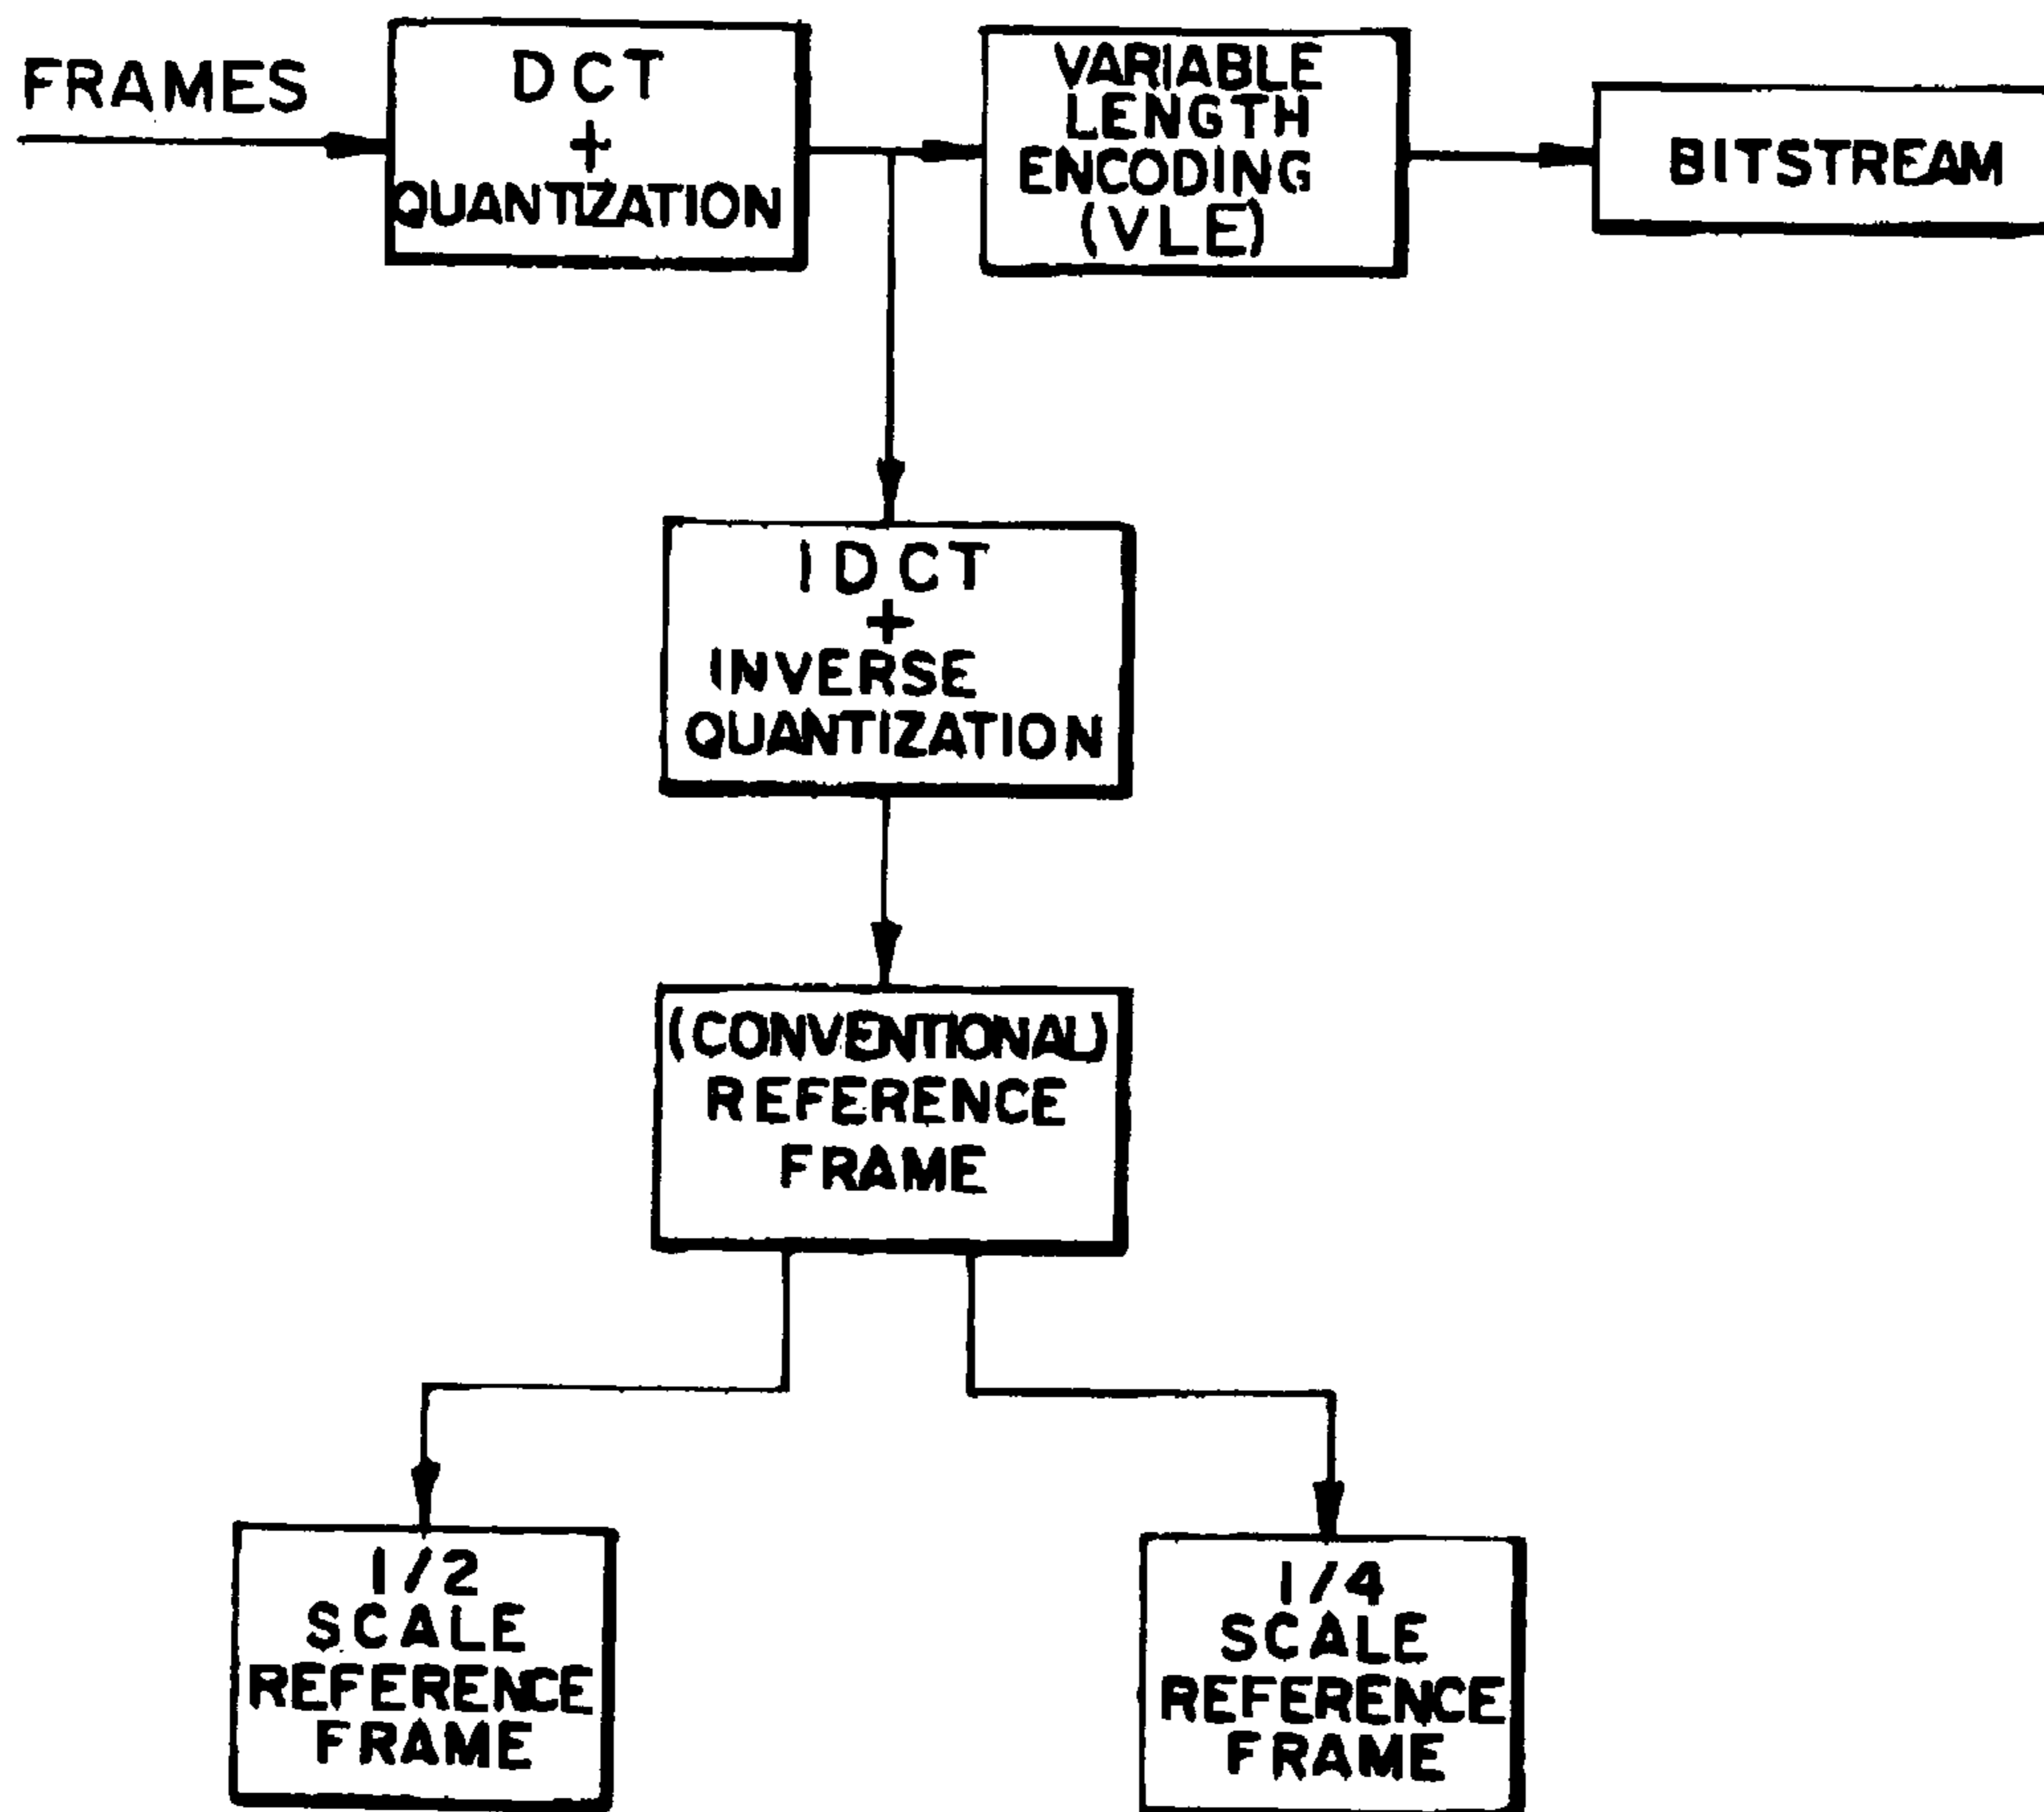 FRAMES
DCT
+
QUANTIZATION
VARIABLE
LENGTH
ENCODING
(VLE)
BITSTREAM
IDCT
+
INVERSE
QUANTIZATION
(CONVENTIONAL)
REFERENCE
FRAME
1/2
SCALE
REFERENCE
FRAME
1/4
SCALE
REFERENCE
FRAME